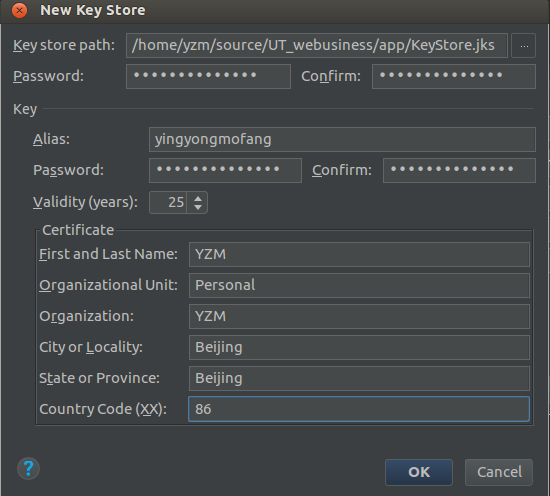 New Key Store
Key store path: /home/yzm/source/UT_webusiness/app/KeyStore.jks ...
Password: •••••••••••••• Confirm: ••••••••••••••
Key
Alias: yingyongmofang
Password: •••••••••••••• Confirm: ••••••••••••••
Validity (years): 25
Certificate
First and Last Name: YZM
Organizational Unit: Personal
Organization: YZM
City or Locality: Beijing
State or Province: Beijing
Country Code (XX): 86
? OK Cancel